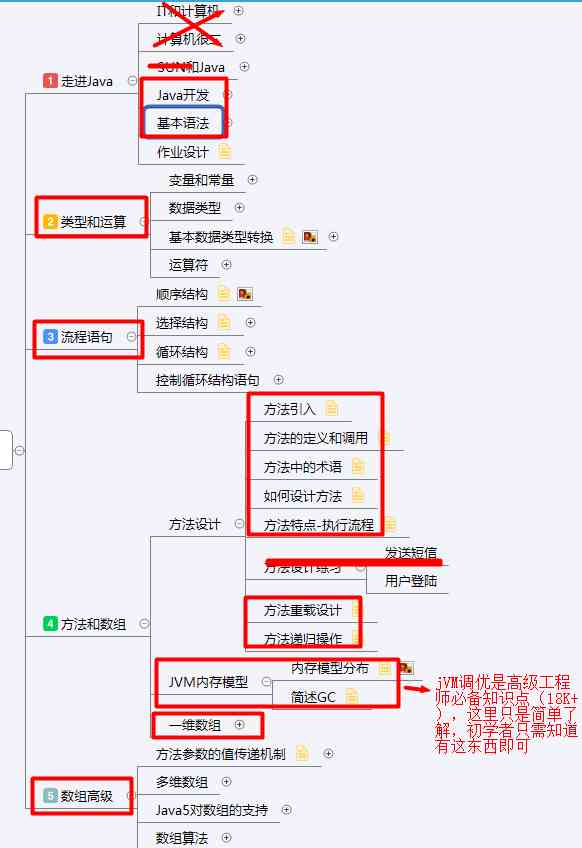 IT和计算机
计算机很二
SUN和Java
1 走进Java
Java开发
基本语法
作业设计
变量和常量
2 类型和运算
数据类型
基本数据类型转换
运算符
顺序结构
3 流程语句
选择结构
循环结构
控制循环结构语句
方法引入
方法的定义和调用
方法中的术语
如何设计方法
方法设计
方法特点-执行流程
发送短信
方法设计练习
用户登陆
方法重载设计
4 方法和数组
方法递归操作
内存模型分布
JVM内存模型
简述GC
jVM调优是高级工程
师必备知识点（18K+
），这里只是简单了
解，初学者只需知道
有这东西即可
一维数组
方法参数的值传递机制
多维数组
5 数组高级
Java5对数组的支持
数组算法